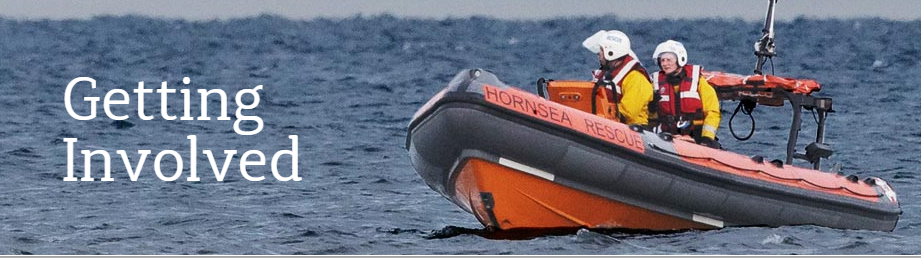 Getting
Involved
HORNSEA RESCUE